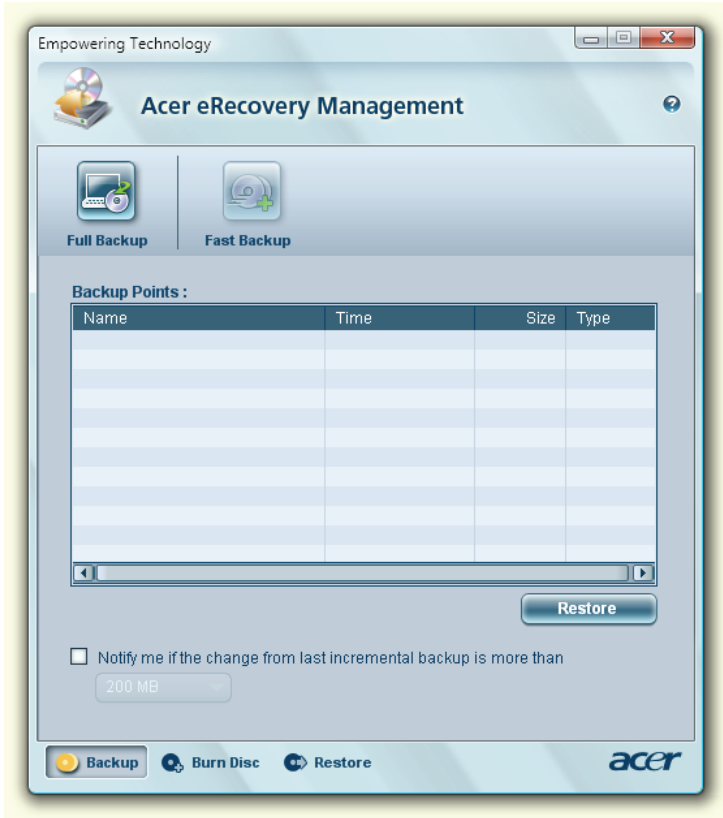 Empowering Technology
Acer eRecovery Management
Full Backup
Fast Backup
Backup Points :
Name Time Size Type
Restore
Notify me if the change from last incremental backup is more than
200 MB
Backup Burn Disc Restore acer